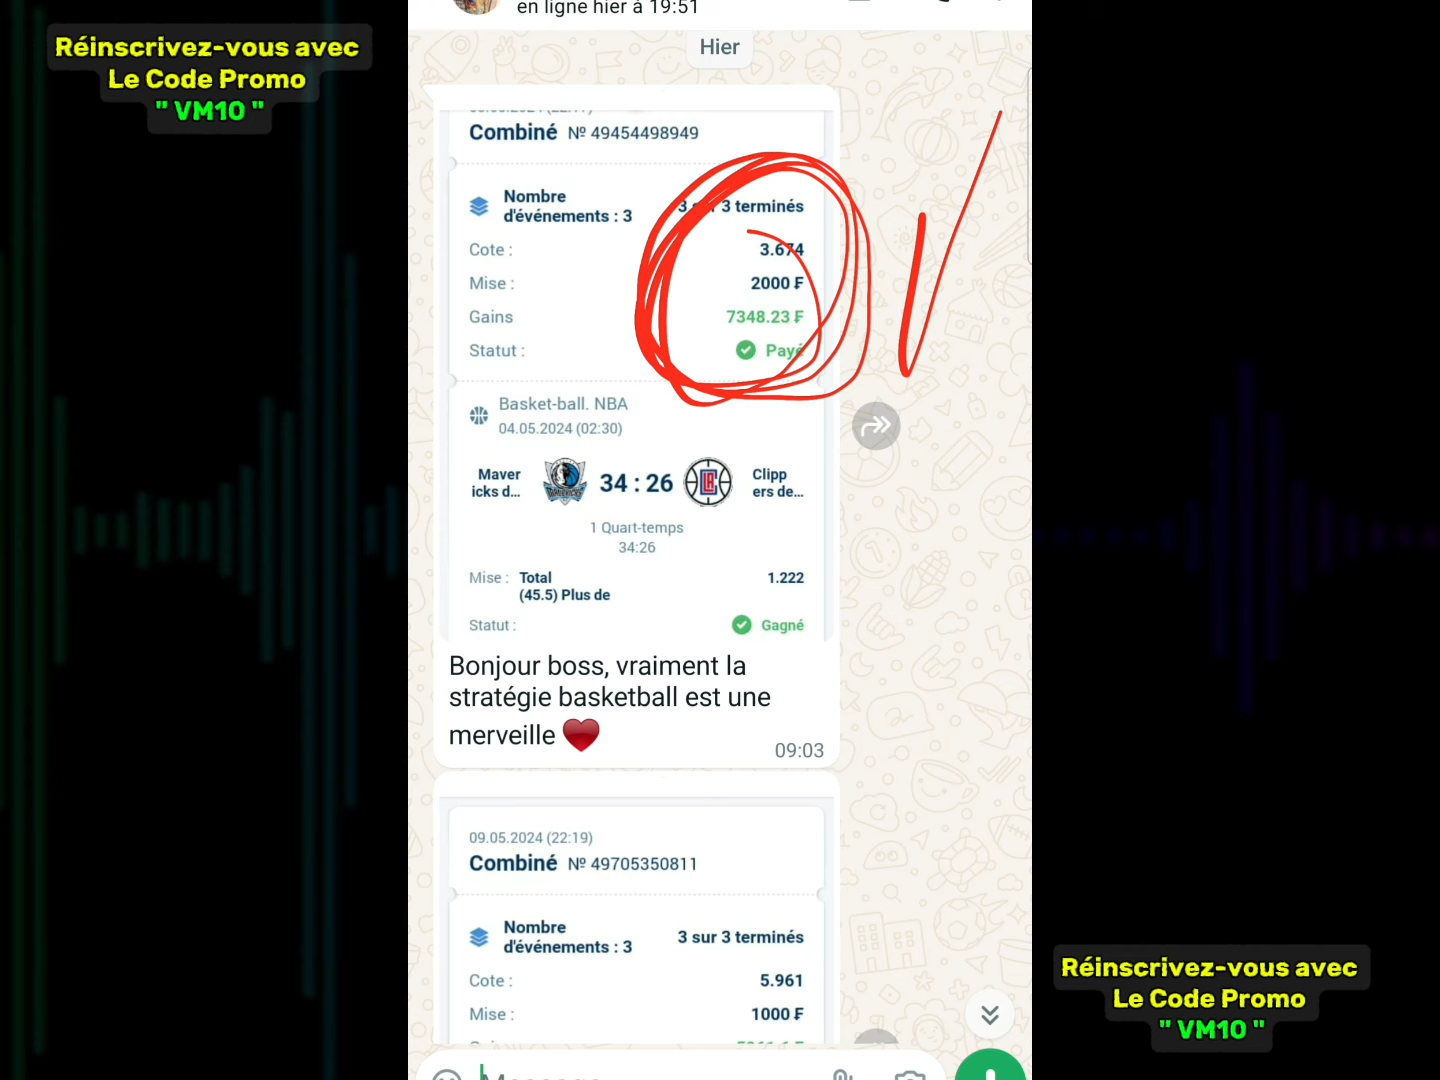 Réinscrivez-vous avec
Le Code Promo
" VM10 "
en ligne hier à 19:51
Hier
Combiné № 49454498949
Nombre
d'événements : 3
3 sur 3 terminés
Cote :
3.674
Mise :
2000 ₣
Gains
7348.23 ₣
Statut :
Payé
Basket-ball. NBA
04.05.2024 (02:30)
Maver
icks d...
34 : 26
Clipp
ers de...
1 Quart-temps
34:26
Mise : Total
(45.5) Plus de
1.222
Statut :
Gagné
Bonjour boss, vraiment la
stratégie basketball est une
merveille
09:03
09.05.2024 (22:19)
Combiné № 49705350811
Nombre
d'événements : 3
3 sur 3 terminés
Cote :
5.961
Mise :
1000 ₣
Réinscrivez-vous avec
Le Code Promo
" VM10 "